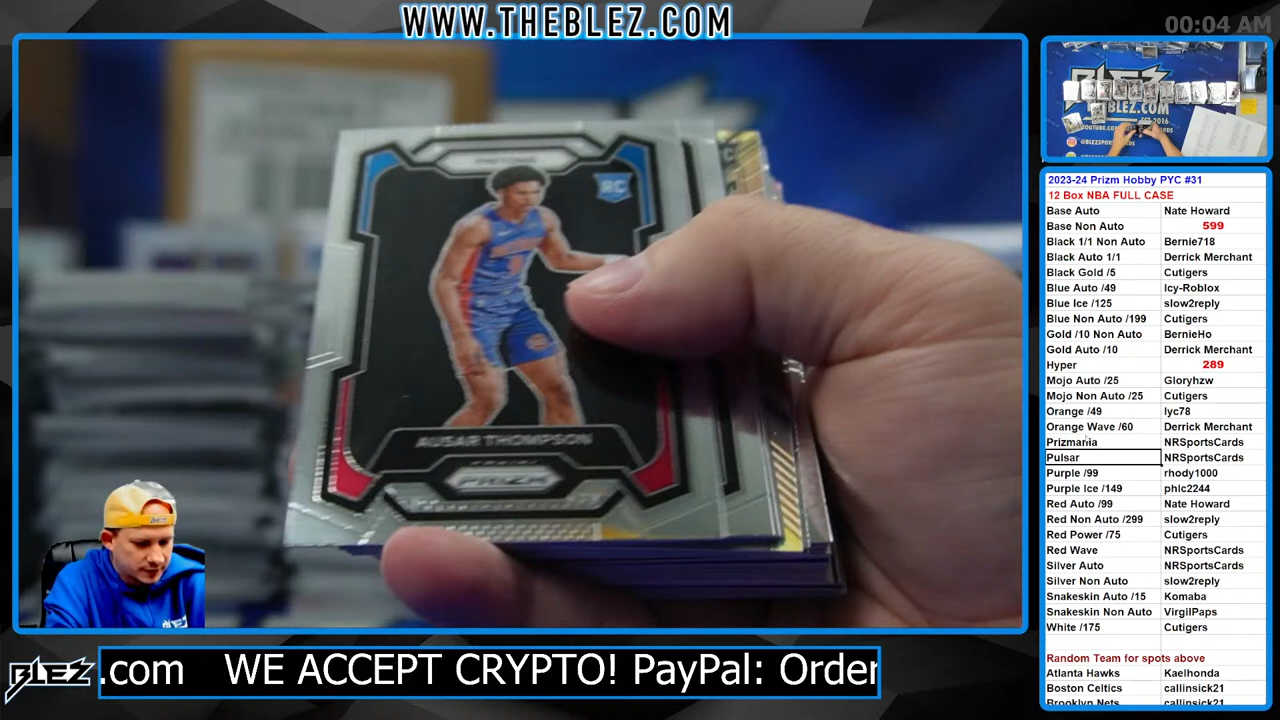 WWW.THEBLEZ.COM
00:04 AM
BLEZ
THEBLEZ.COM
RC
AUSAR THOMPSON
PRIZM
2023-24 Prizm Hobby PYC #31
12 Box NBA FULL CASE
Base Auto Nate Howard
Base Non Auto 599
Black 1/1 Non Auto Bernie718
Black Auto 1/1 Derrick Merchant
Black Gold /5 Cutigers
Blue Auto /49 Icy-Roblox
Blue Ice /125 slow2reply
Blue Non Auto /199 Cutigers
Gold /10 Non Auto BernieHo
Gold Auto /10 Derrick Merchant
Hyper 289
Mojo Auto /25 Gloryhzw
Mojo Non Auto /25 Cutigers
Orange /49 lyc78
Orange Wave /60 Derrick Merchant
Prizmania NRSportsCards
Pulsar NRSportsCards
Purple /99 rhody1000
Purple Ice /149 phlc2244
Red Auto /99 Nate Howard
Red Non Auto /299 slow2reply
Red Power /75 Cutigers
Red Wave NRSportsCards
Silver Auto NRSportsCards
Silver Non Auto slow2reply
Snakeskin Auto /15 Komaba
Snakeskin Non Auto VirgilPaps
White /175 Cutigers
Random Team for spots above
Atlanta Hawks Kaelhonda
Boston Celtics callinsick21
Brooklyn Nets callinsick21
BLEZ
.com WE ACCEPT CRYPTO! PayPal: Order